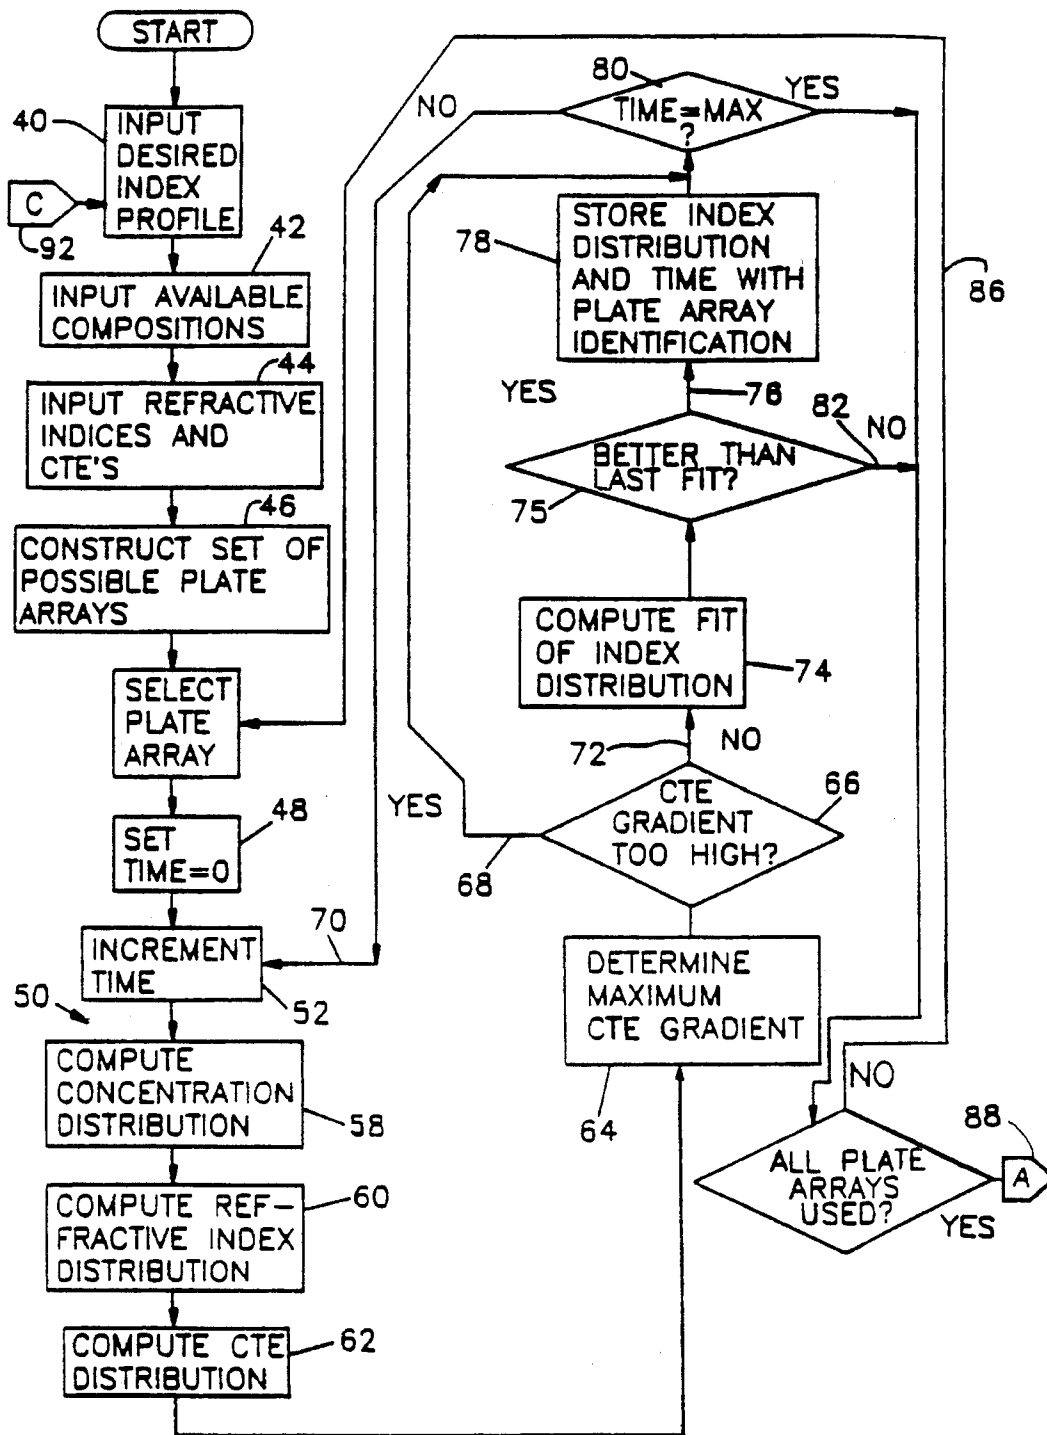 START
40
INPUT
DESIRED
INDEX
PROFILE
C
92
42
INPUT AVAILABLE
COMPOSITIONS
44
INPUT REFRACTIVE
INDICES AND
CTE'S
46
CONSTRUCT SET OF
POSSIBLE PLATE
ARRAYS
SELECT
PLATE
ARRAY
48
SET
TIME=0
70
INCREMENT
TIME
50
52
COMPUTE
CONCENTRATION
DISTRIBUTION
58
COMPUTE REF-
FRACTIVE INDEX
DISTRIBUTION
60
COMPUTE CTE
DISTRIBUTION
62
80
NO
YES
TIME=MAX
?
78
STORE INDEX
DISTRIBUTION
AND TIME WITH
PLATE ARRAY
IDENTIFICATION
86
YES
76
82
NO
BETTER THAN
LAST FIT?
75
COMPUTE FIT
OF INDEX
DISTRIBUTION
74
72
NO
YES
CTE
GRADIENT
TOO HIGH?
66
68
DETERMINE
MAXIMUM
CTE GRADIENT
64
NO
88
ALL PLATE
ARRAYS
USED?
A
YES